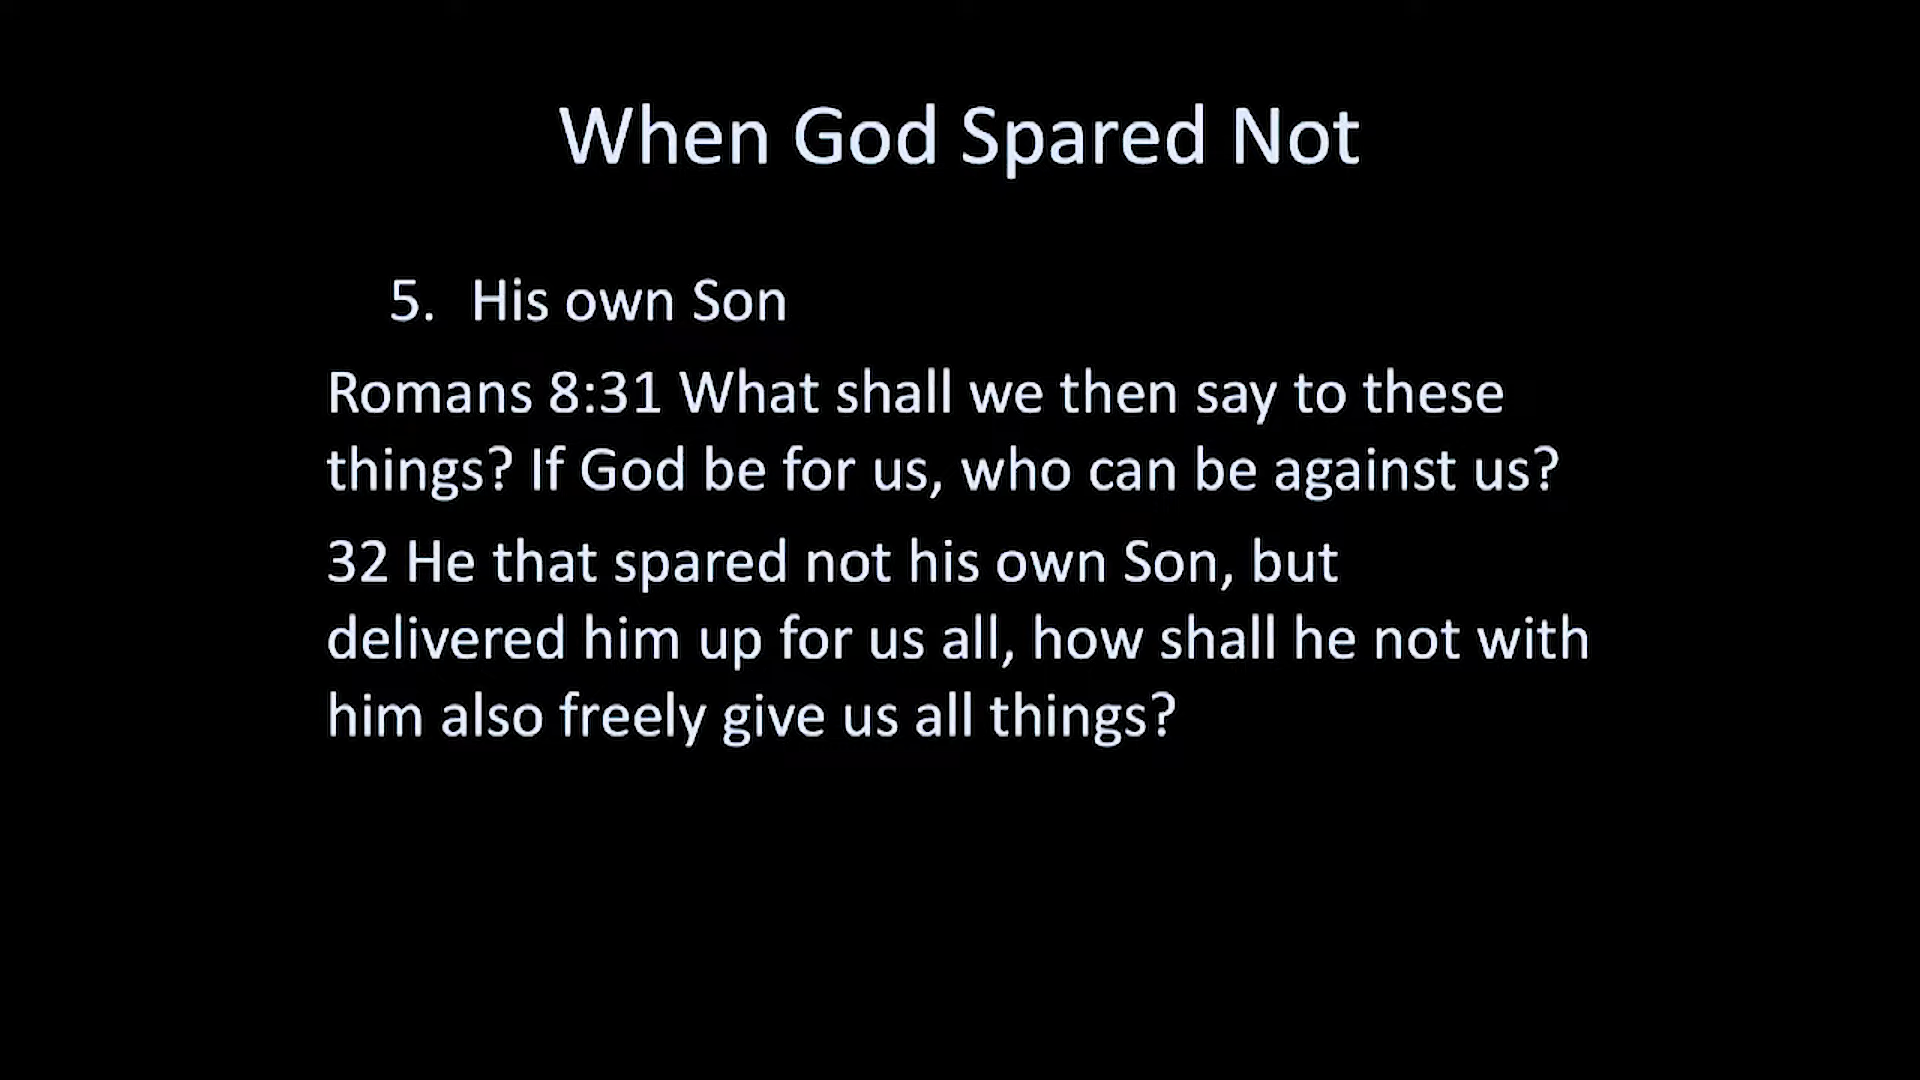 When God Spared Not
5. His own Son
Romans 8:31 What shall we then say to these
things? If God be for us, who can be against us?
32 He that spared not his own Son, but
delivered him up for us all, how shall he not with
him also freely give us all things?